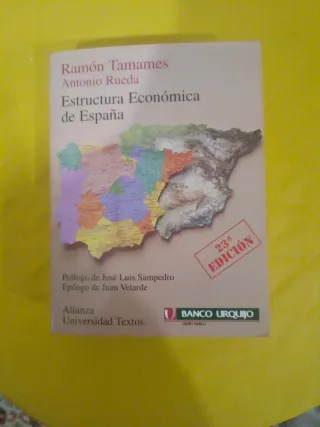 Ramón Tamames
Antonio Rueda
Estructura Económica
de España
23ª
EDICIÓN
Prólogo de José Luis Sampedro
Epílogo de Juan Velarde
Alianza
Universidad Textos
BANCO URQUIJO